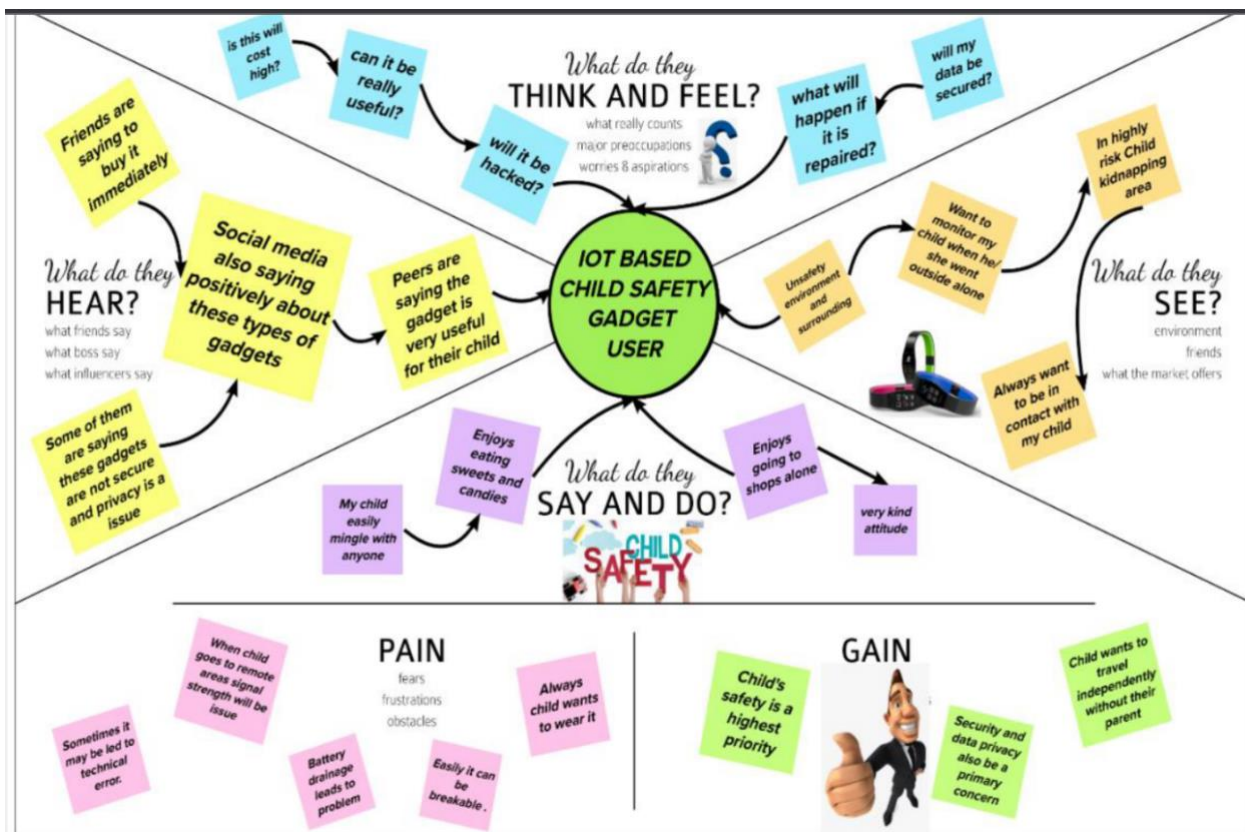 is this will
cost
high?
can it be
really
useful?
will it be
hacked?
What do they
THINK AND FEEL?
what really counts
major preoccupations
worries & aspirations
what will
happen if
it is
repaired?
will my
data be
secured?
Friends are
saying to
buy it
immediately
Social media
also saying
positively about
these types of
gadgets
Peers are
saying the
gadget is
very useful
for their child
What do they
HEAR?
what friends say
what boss say
what influencers say
Some of them
are saying
these gadgets
are not secure
and privacy is a
issue
IOT BASED
CHILD SAFETY
GADGET
USER
Unsafety
environment
and
surrounding
Want to
monitor my
child when he/
she went
outside alone
In highly
risk Child
kidnapping
area
What do they
SEE?
environment
friends
what the market offers
Always want
to be in
contact with
my child
My child
easily
mingle with
anyone
Enjoys
eating
sweets and
candies
What do they
SAY AND DO?
CHILD
SAFETY
Enjoys
going to
shops alone
very kind
attitude
PAIN
fears
frustrations
obstacles
Sometimes it
may be led to
technical
error.
When child
goes to remote
areas signal
strength will be
issue
Battery
drainage
leads to
problem
Easily it can
be
breakable .
Always
child wants
to wear it
GAIN
Child's
safety is a
highest
priority
Security and
data privacy
also be a
primary
concern
Child wants to
travel
independently
without their
parent